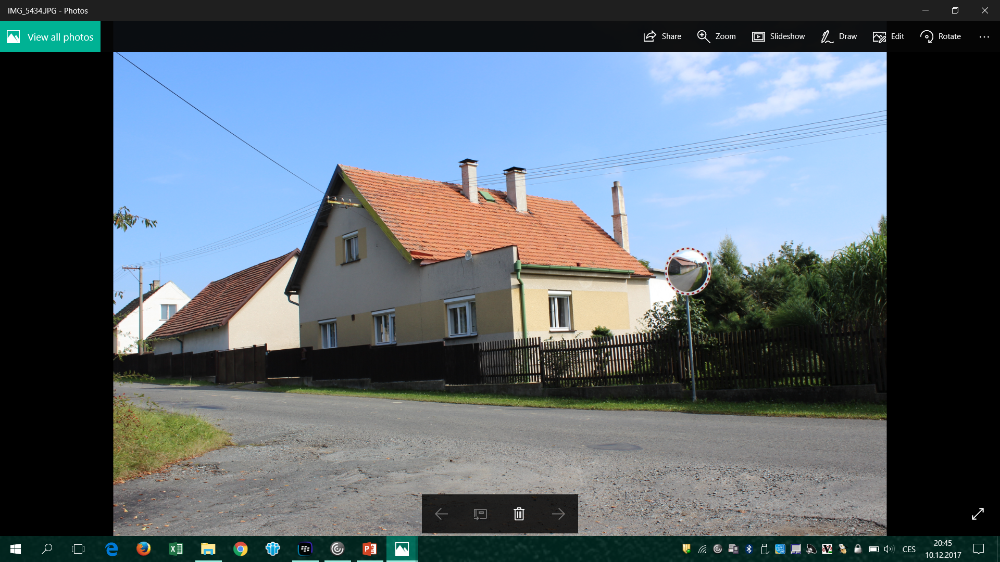 IMG_5434.JPG - Photos
View all photos
Share
Zoom
Slideshow
Draw
Edit
Rotate
CES
20:45
10.12.2017